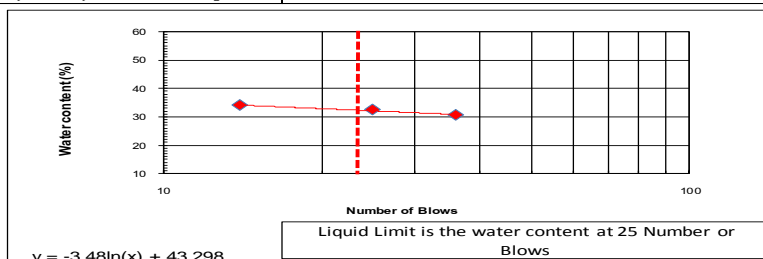 60
50
40
30
20
10
Water content(%)
10
100
Number of Blows
Liquid Limit is the water content at 25 Number or
Blows
y = -3.48ln(x) + 43.298